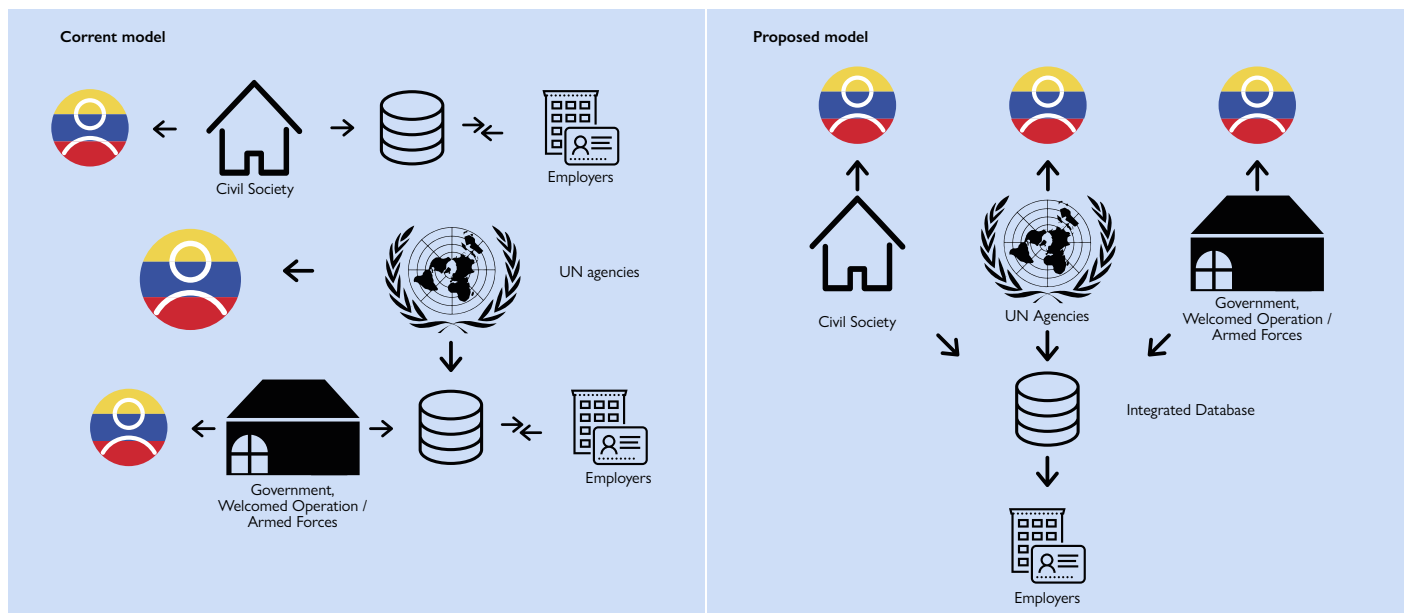 Corrent model
Civil Society
Employers
UN agencies
Government,
Welcomed Operation /
Armed Forces
Employers
Proposed model
Civil Society
UN Agencies
Government,
Welcomed Operation /
Armed Forces
Integrated Database
Employers